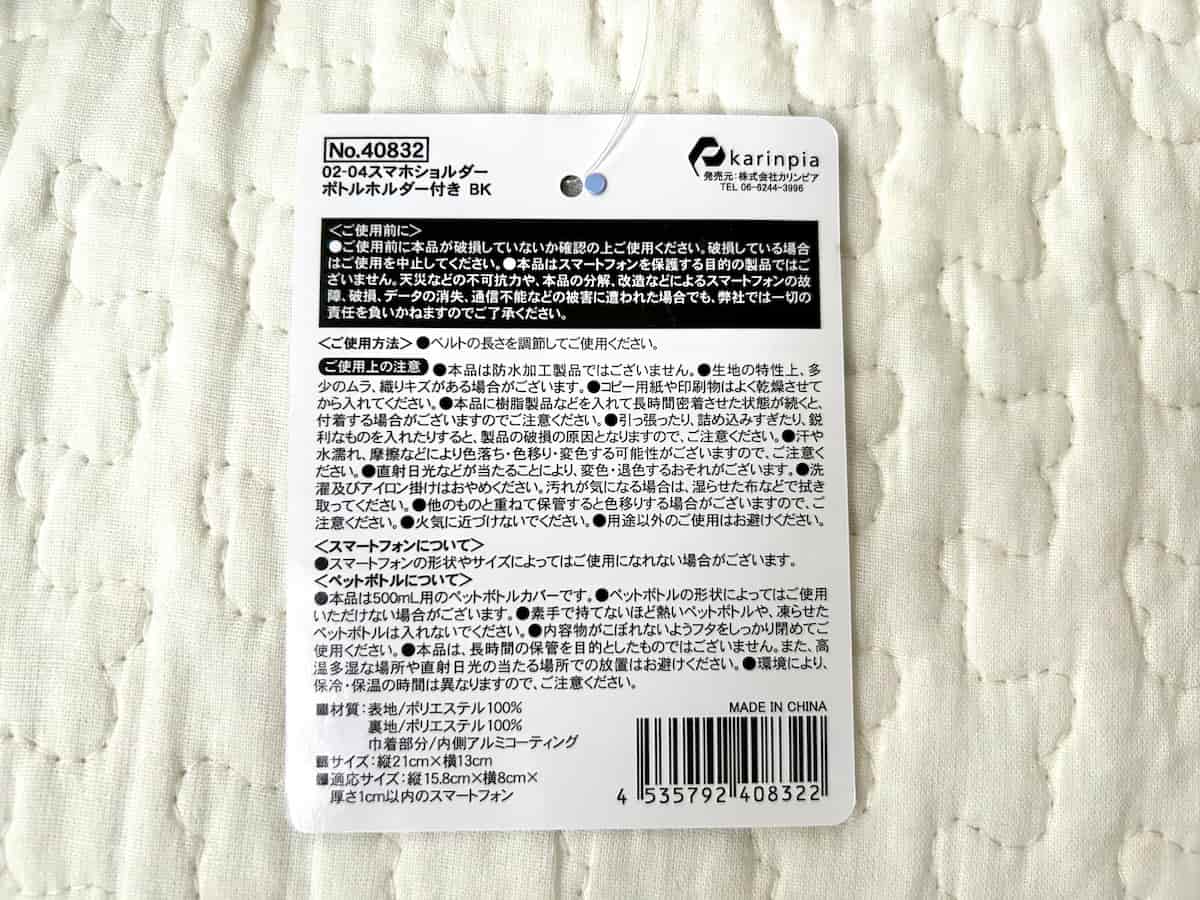 No.40832
02-04スマホショルダー
ボトルホルダー付き BK
karinpia
発売元:株式会社カリンピア
TEL 06-6244-3996
<ご使用前に>
●ご使用前に本品が破損していないか確認の上ご使用ください。破損している場合
はご使用を中止してください。●本品はスマートフォンを保護する目的の製品ではご
ざいません。天災などの不可抗力や、本品の分解、改造などによるスマートフォンの故
障、破損、データの消失、通信不能などの被害に遭われた場合でも、弊社では一切の
責任を負いかねますのでご了承ください。
<ご使用方法>●ベルトの長さを調節してご使用ください。
ご使用上の注意 ●本品は防水加工製品ではございません。●生地の特性上、多
少のムラ、織りキズがある場合がございます。●コピー用紙や印刷物はよく乾燥させて
から入れてください。●本品に樹脂製品などを入れて長時間密着させた状態が続くと、
付着する場合がございますのでご注意ください。●引っ張ったり、詰め込みすぎたり、鋭
利なものを入れたりすると、製品の破損の原因となりますので、ご注意ください。●汗や
水濡れ、摩擦などにより色落ち・色移り・変色する可能性がございますので、ご注意く
ださい。●直射日光などが当たることにより、変色・退色するおそれがございます。●洗
濯及びアイロン掛けはおやめください。汚れが気になる場合は、湿らせた布などで拭き
取ってください。●他のものと重ねて保管すると色移りする場合がございますので、ご
注意ください。●火気に近づけないでください。●用途以外のご使用はお避けください。
<スマートフォンについて>
●スマートフォンの形状やサイズによってはご使用になれない場合がございます。
<ペットボトルについて>
●本品は500mL用のペットボトルカバーです。●ペットボトルの形状によってはご使用
いただけない場合がございます。●素手で持てないほど熱いペットボトルや、凍らせた
ペットボトルは入れないでください。●内容物がこぼれないようフタをしっかり閉めてご
使用ください。●本品は、長時間の保管を目的としたものではございません。また、高
温多湿な場所や直射日光の当たる場所での放置はお避けください。●環境により、
保冷・保温の時間は異なりますので、ご注意ください。
■材質:表地/ポリエステル100%
裏地/ポリエステル100%
巾着部分/内側アルミコーティング
■サイズ:縦21cm×横13cm
■適応サイズ:縦15.8cm×横8cm×
厚さ1cm以内のスマートフォン
MADE IN CHINA
4 535792 408322